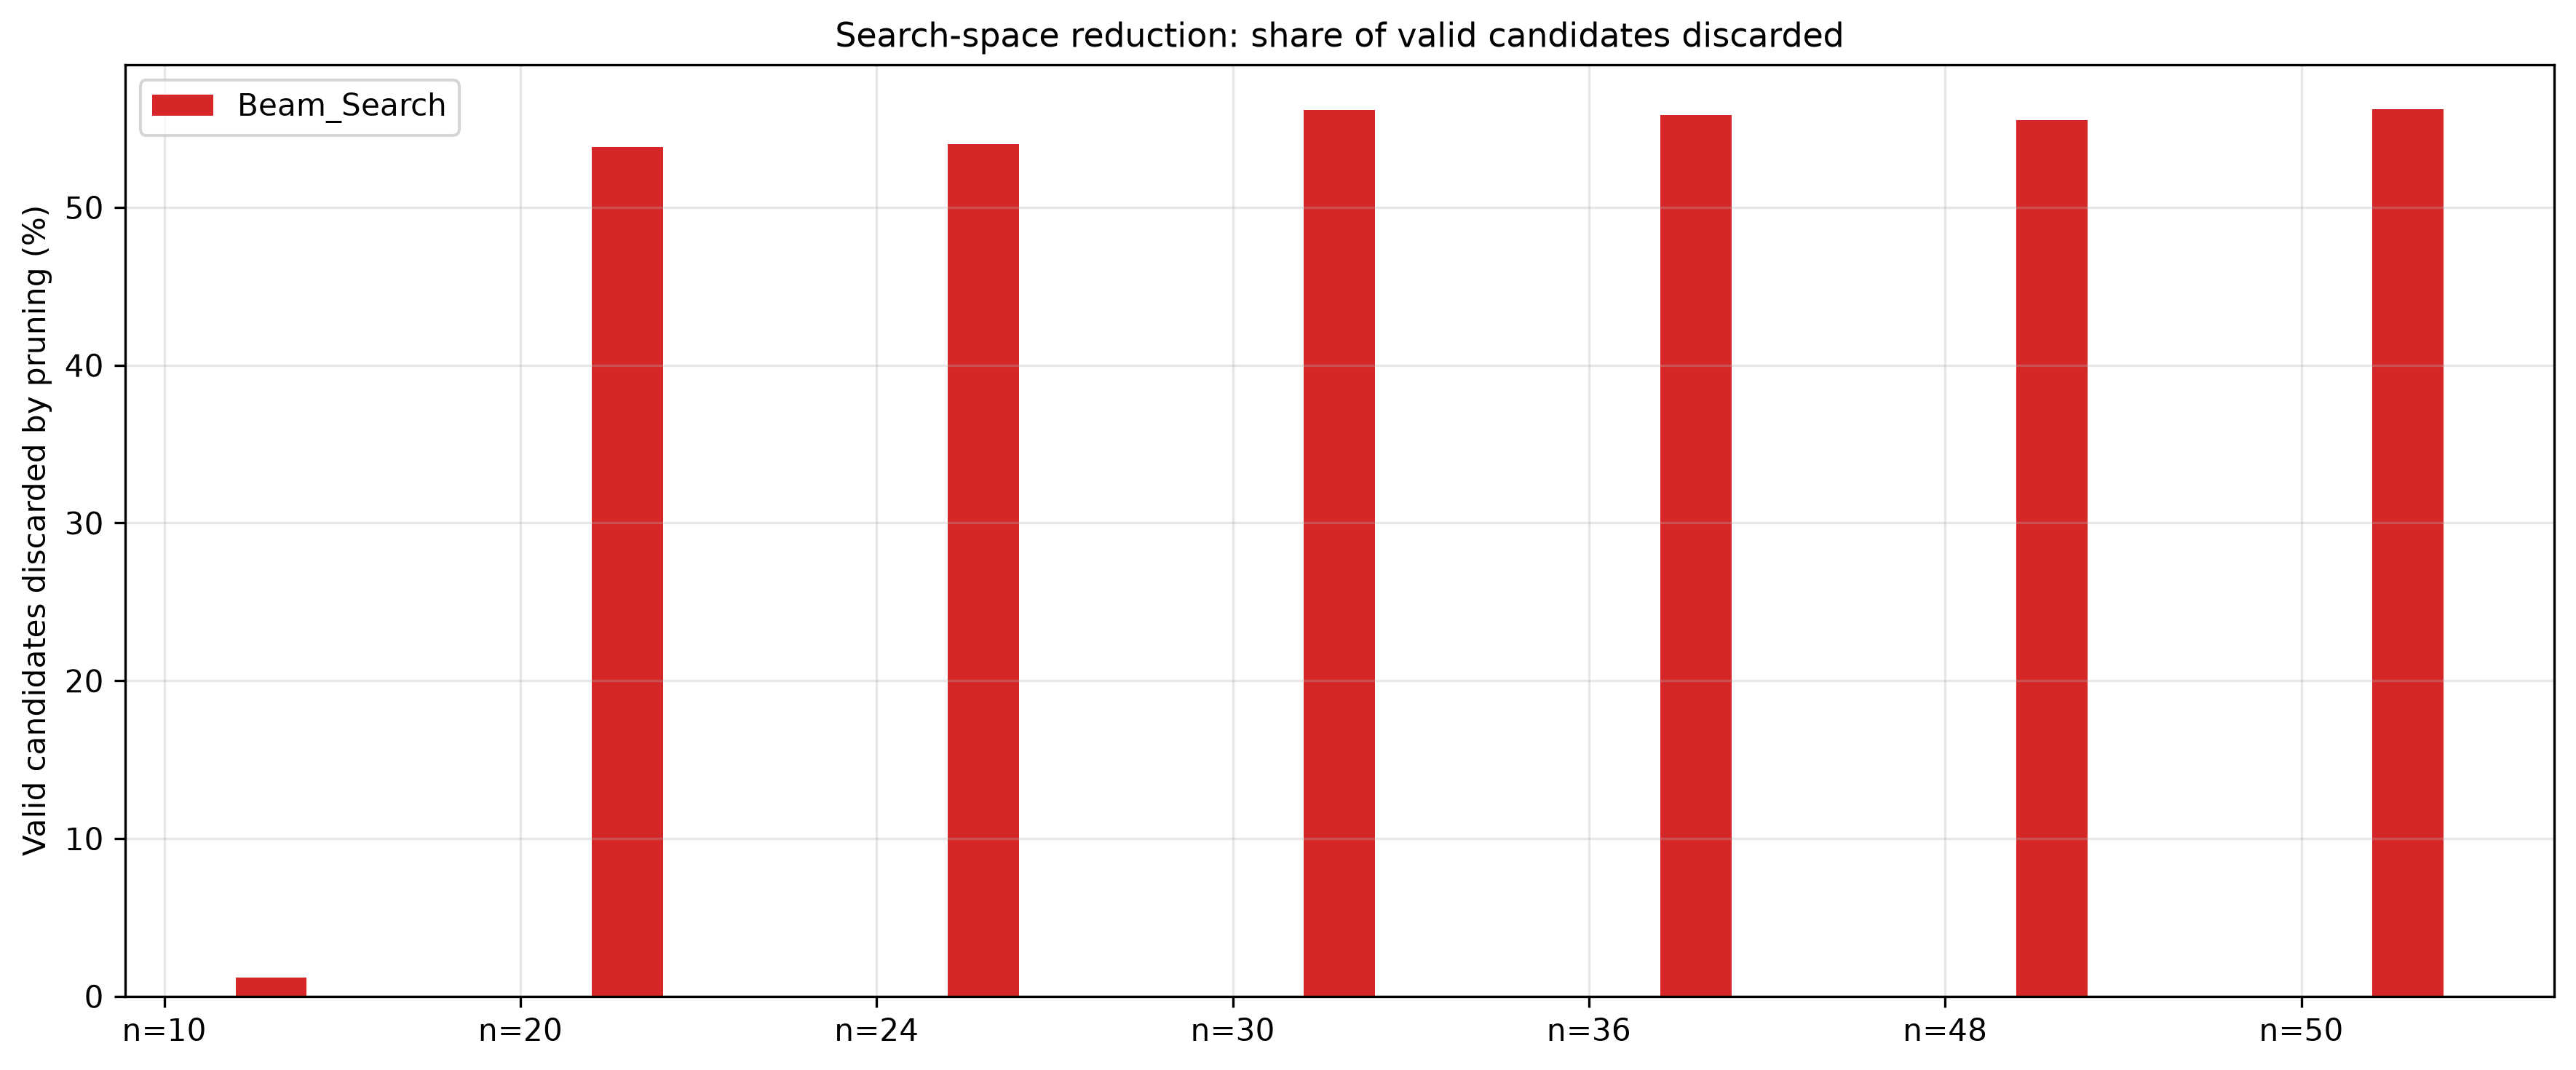 Search-space reduction: share of valid candidates discarded
Beam_Search
Valid candidates discarded by pruning (%)
50
40
30
20
10
0
n=10 n=20 n=24 n=30 n=36 n=48 n=50